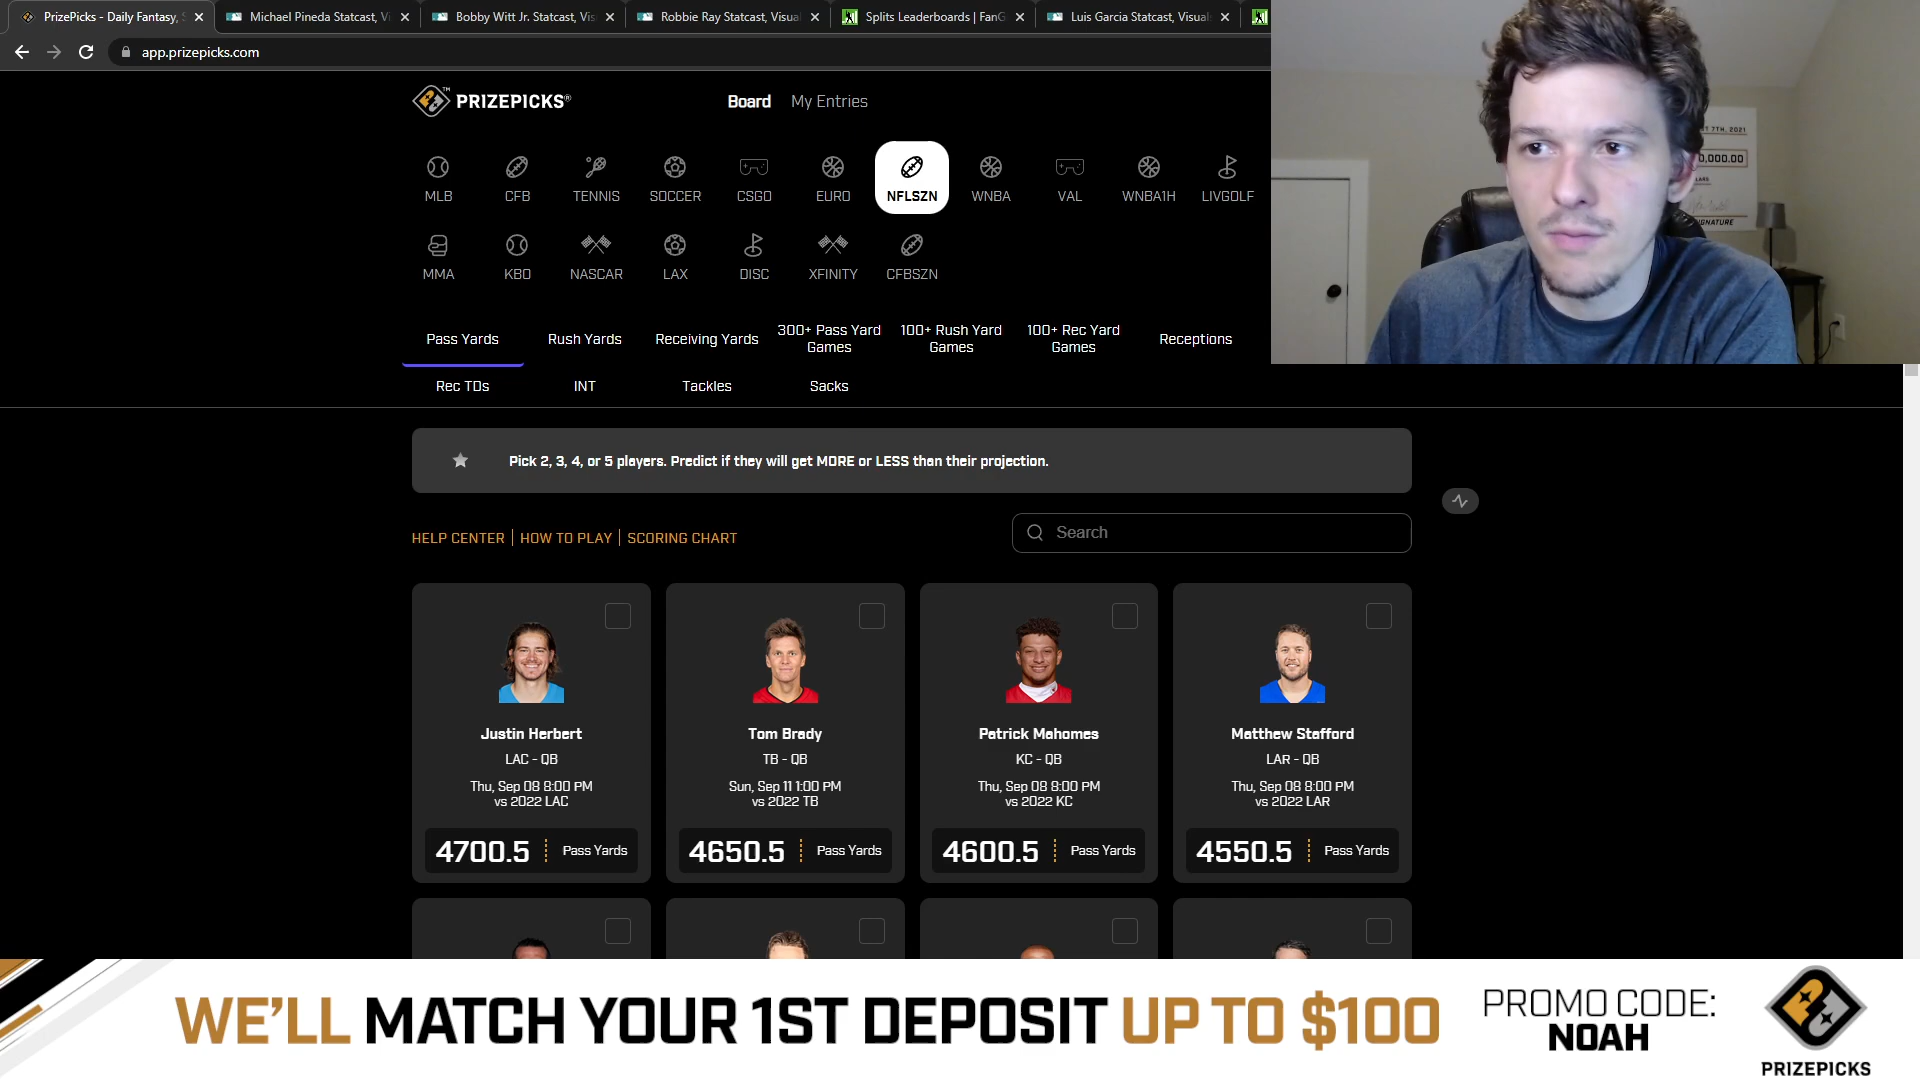 PrizePicks - Daily Fantasy,
Michael Pineda Statcast, Vi
Bobby Witt Jr. Statcast, Vis
Robbie Ray Statcast, Visual
Splits Leaderboards | FanG
Luis Garcia Statcast, Visual
app.prizepicks.com
PRIZEPICKS®
Board
My Entries
MLB
CFB
TENNIS
SOCCER
CSGO
EURO
NFLSZN
WNBA
VAL
WNBA1H
LIVGOLF
MMA
KBO
NASCAR
LAX
DISC
XFINITY
CFBSZN
Pass Yards
Rush Yards
Receiving Yards
300+ Pass Yard
Games
100+ Rush Yard
Games
100+ Rec Yard
Games
Receptions
Rec TDs
INT
Tackles
Sacks
7TH, 2021
0,000.00
SIGNATURE
Pick 2, 3, 4, or 5 players. Predict if they will get MORE or LESS than their projection.
HELP CENTER | HOW TO PLAY | SCORING CHART
Search
Justin Herbert
LAC - QB
Thu, Sep 08 8:00 PM
vs 2022 LAC
4700.5
Pass Yards
Tom Brady
TB - QB
Sun, Sep 11 1:00 PM
vs 2022 TB
4650.5
Pass Yards
Patrick Mahomes
KC - QB
Thu, Sep 08 8:00 PM
vs 2022 KC
4600.5
Pass Yards
Matthew Stafford
LAR - QB
Thu, Sep 08 8:00 PM
vs 2022 LAR
4550.5
Pass Yards
WE'LL MATCH YOUR 1ST DEPOSIT UP TO $100
PROMO CODE:
NOAH
PRIZEPICKS